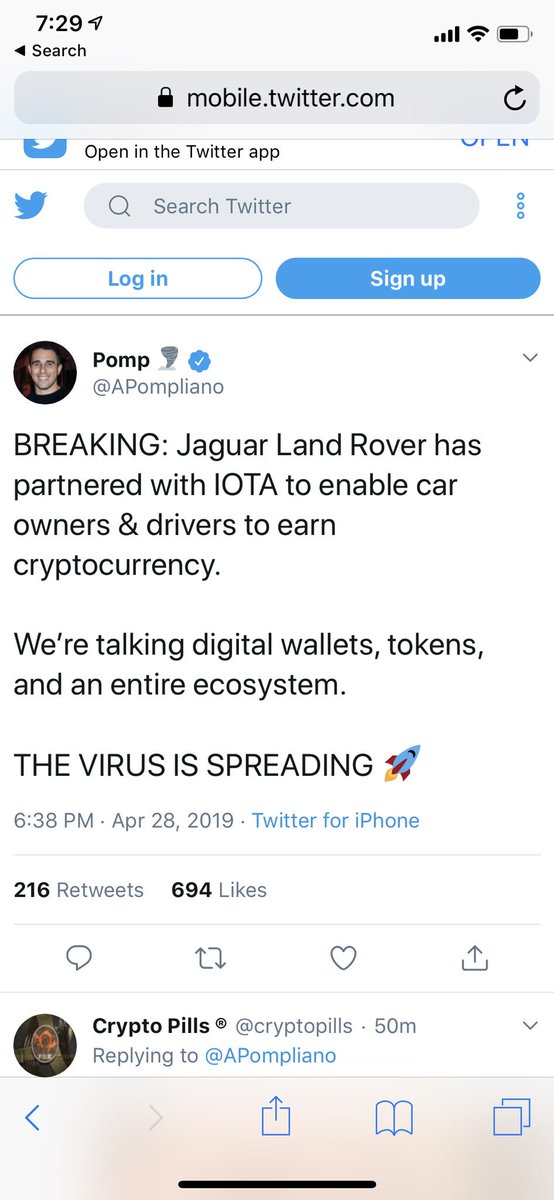 7:29
◀ Search
mobile.twitter.com
OPEN
Open in the Twitter app
Search Twitter
Log in
Sign up
Pomp 🌪️
@APompliano
BREAKING: Jaguar Land Rover has
partnered with IOTA to enable car
owners & drivers to earn
cryptocurrency.
We’re talking digital wallets, tokens,
and an entire ecosystem.
THE VIRUS IS SPREADING 🚀
6:38 PM · Apr 28, 2019 · Twitter for iPhone
216 Retweets 694 Likes
Crypto Pills ® @cryptopills · 50m
Replying to @APompliano
FOX